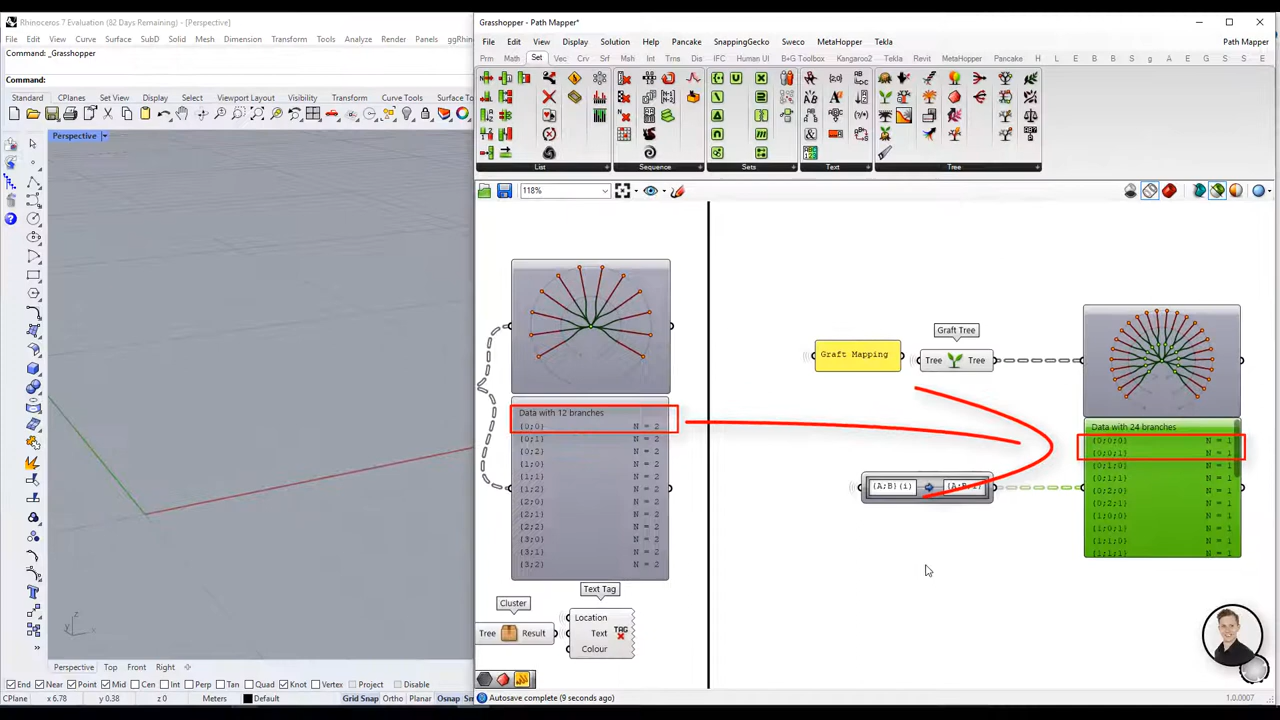 Rhinoceros 7 Evaluation (82 Days Remaining) - [Perspective]
File Edit View Curve Surface SubD Solid Mesh Dimension Transform Tools Analyze Render Panels ggRhin
Command: _Grasshopper
Command:
Standard CPlanes Set View Display Select Viewport Layout Visibility Transform Curve Tools Surface To
Perspective
z
y
x
Perspective Top Front Right
End Near Point Mid Cen Int Perp Tan Quad Knot Vertex Project Disable
CPlane x 6.78 y 0.38 z 0 Meters Default Grid Snap Ortho Planar Osnap Sm
Grasshopper - Path Mapper*
File Edit View Display Solution Help Pancake SnappingGecko Sweco MetaHopper Tekla Path Mapper
Prm Math Set Vec Crv Srf Msh Int Trns Dis IFC Human UI B+G Toolbox Kangaroo2 Tekla Revit MetaHopper Pancake H L E B E S g A E G S E
List Sequence Sets Text Tree
118%
Data with 12 branches
{0;0} N = 2
{0;1} N = 2
{0;2} N = 2
{1;0} N = 2
{1;1} N = 2
{1;2} N = 2
{2;0} N = 2
{2;1} N = 2
{2;2} N = 2
{3;0} N = 2
{3;1} N = 2
{3;2} N = 2
Text Tag
Cluster
Tree Result
Location
Text TAG
Colour
Graft Mapping
Graft Tree
Tree Tree
{A;B}(i) {A;B;i}
Data with 24 branches
{0;0;0} N = 1
{0;0;1} N = 1
{0;1;0} N = 1
{0;1;1} N = 1
{0;2;0} N = 1
{0;2;1} N = 1
{1;0;0} N = 1
{1;0;1} N = 1
{1;1;0} N = 1
{1;1;1} N = 1
Autosave complete (9 seconds ago)
1.0.0007